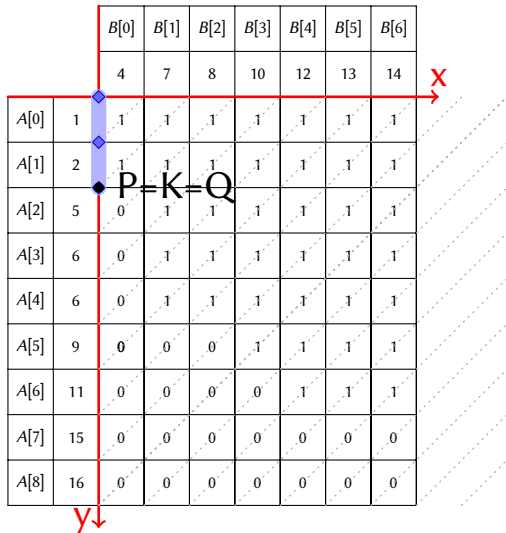 B[0] B[1] B[2] B[3] B[4] B[5] B[6]
4 7 8 10 12 13 14
x
A[0] 1 1 1 1 1 1 1 1
A[1] 2 1 1 1 1 1 1 1
P=K=Q
A[2] 5 0 1 1 1 1 1 1
A[3] 6 0 1 1 1 1 1 1
A[4] 6 0 1 1 1 1 1 1
A[5] 9 0 0 0 1 1 1 1
A[6] 11 0 0 0 0 1 1 1
A[7] 15 0 0 0 0 0 0 0
A[8] 16 0 0 0 0 0 0 0
y